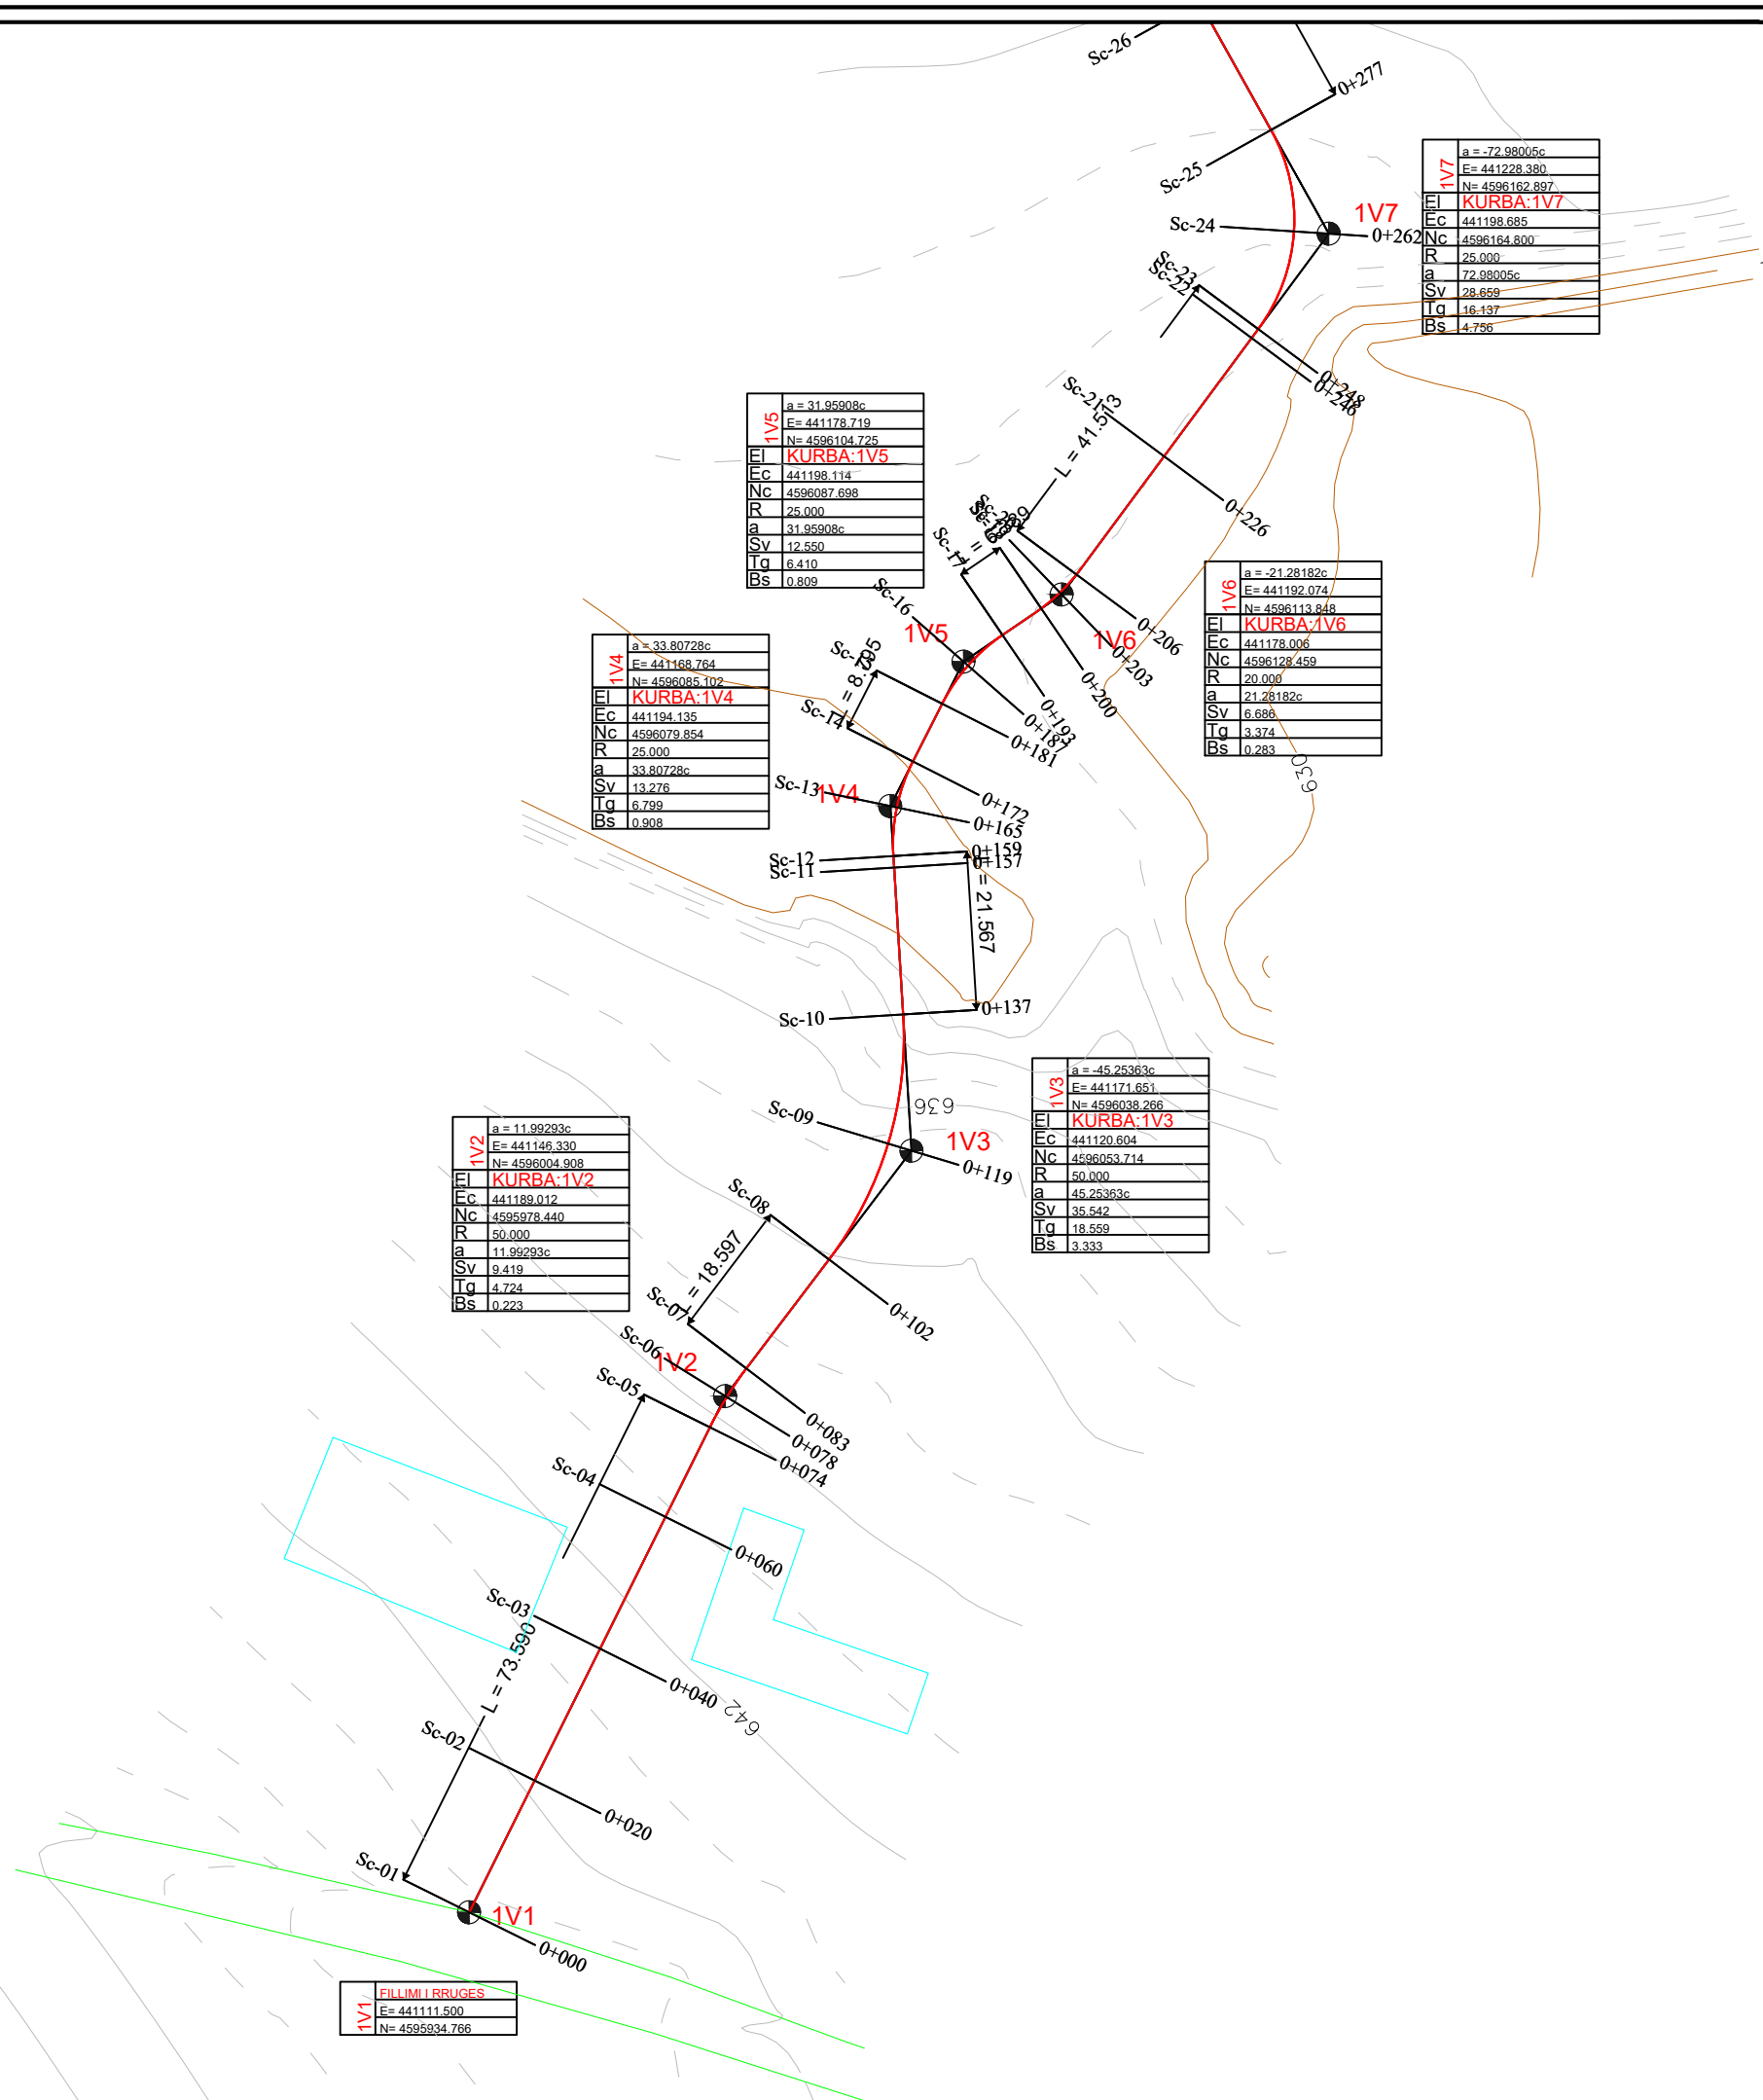 Sc-26
0+277
Sc-25
1V7
a = -72.98005c
E= 441228.380
N= 4596162.897
El KURBA:1V7
Ec 441198.685
Nc 4596164.800
R 25.000
a 72.98005c
Sv 28.659
Tg 16.137
Bs 4.756
1V7
Sc-24
0+262
Sc-23
Sc-22
0+248
0+246
Sc-21
L = 41.513
0+226
1V5
a = 31.95908c
E= 441178.719
N= 4596104.725
El KURBA:1V5
Ec 441198.114
Nc 4596087.698
R 25.000
a 31.95908c
Sv 12.550
Tg 6.410
Bs 0.809
Sc-17
Sc-16
1V5
1V6
0+206
0+203
0+200
0+193
0+187
0+181
1V6
a = -21.28182c
E= 441192.074
N= 4596113.848
El KURBA:1V6
Ec 441178.006
Nc 4596128.459
R 20.000
a 21.28182c
Sv 6.686
Tg 3.374
Bs 0.283
630
1V4
a = 33.80728c
E= 441168.764
N= 4596085.102
El KURBA:1V4
Ec 441194.135
Nc 4596079.854
R 25.000
a 33.80728c
Sv 13.276
Tg 6.799
Bs 0.908
= 8.795
Sc-14
Sc-13
1V4
0+172
0+165
Sc-12
0+159
Sc-11
0+157
= 21.567
Sc-10
0+137
636
Sc-09
1V3
0+119
1V3
a = -45.25363c
E= 441171.651
N= 4596038.266
El KURBA:1V3
Ec 441120.604
Nc 4596053.714
R 50.000
a 45.25363c
Sv 35.542
Tg 18.559
Bs 3.333
1V2
a = 11.99293c
E= 441146.330
N= 4596004.908
El KURBA:1V2
Ec 441189.012
Nc 4595978.440
R 50.000
a 11.99293c
Sv 9.419
Tg 4.724
Bs 0.223
Sc-08
= 18.597
0+102
Sc-07
Sc-06
1V2
Sc-05
0+083
0+078
0+074
Sc-04
0+060
Sc-03
L = 73.590
0+040
642
Sc-02
0+020
Sc-01
1V1
0+000
1V1
FILLIMI I RRUGES
E= 441111.500
N= 4595934.766